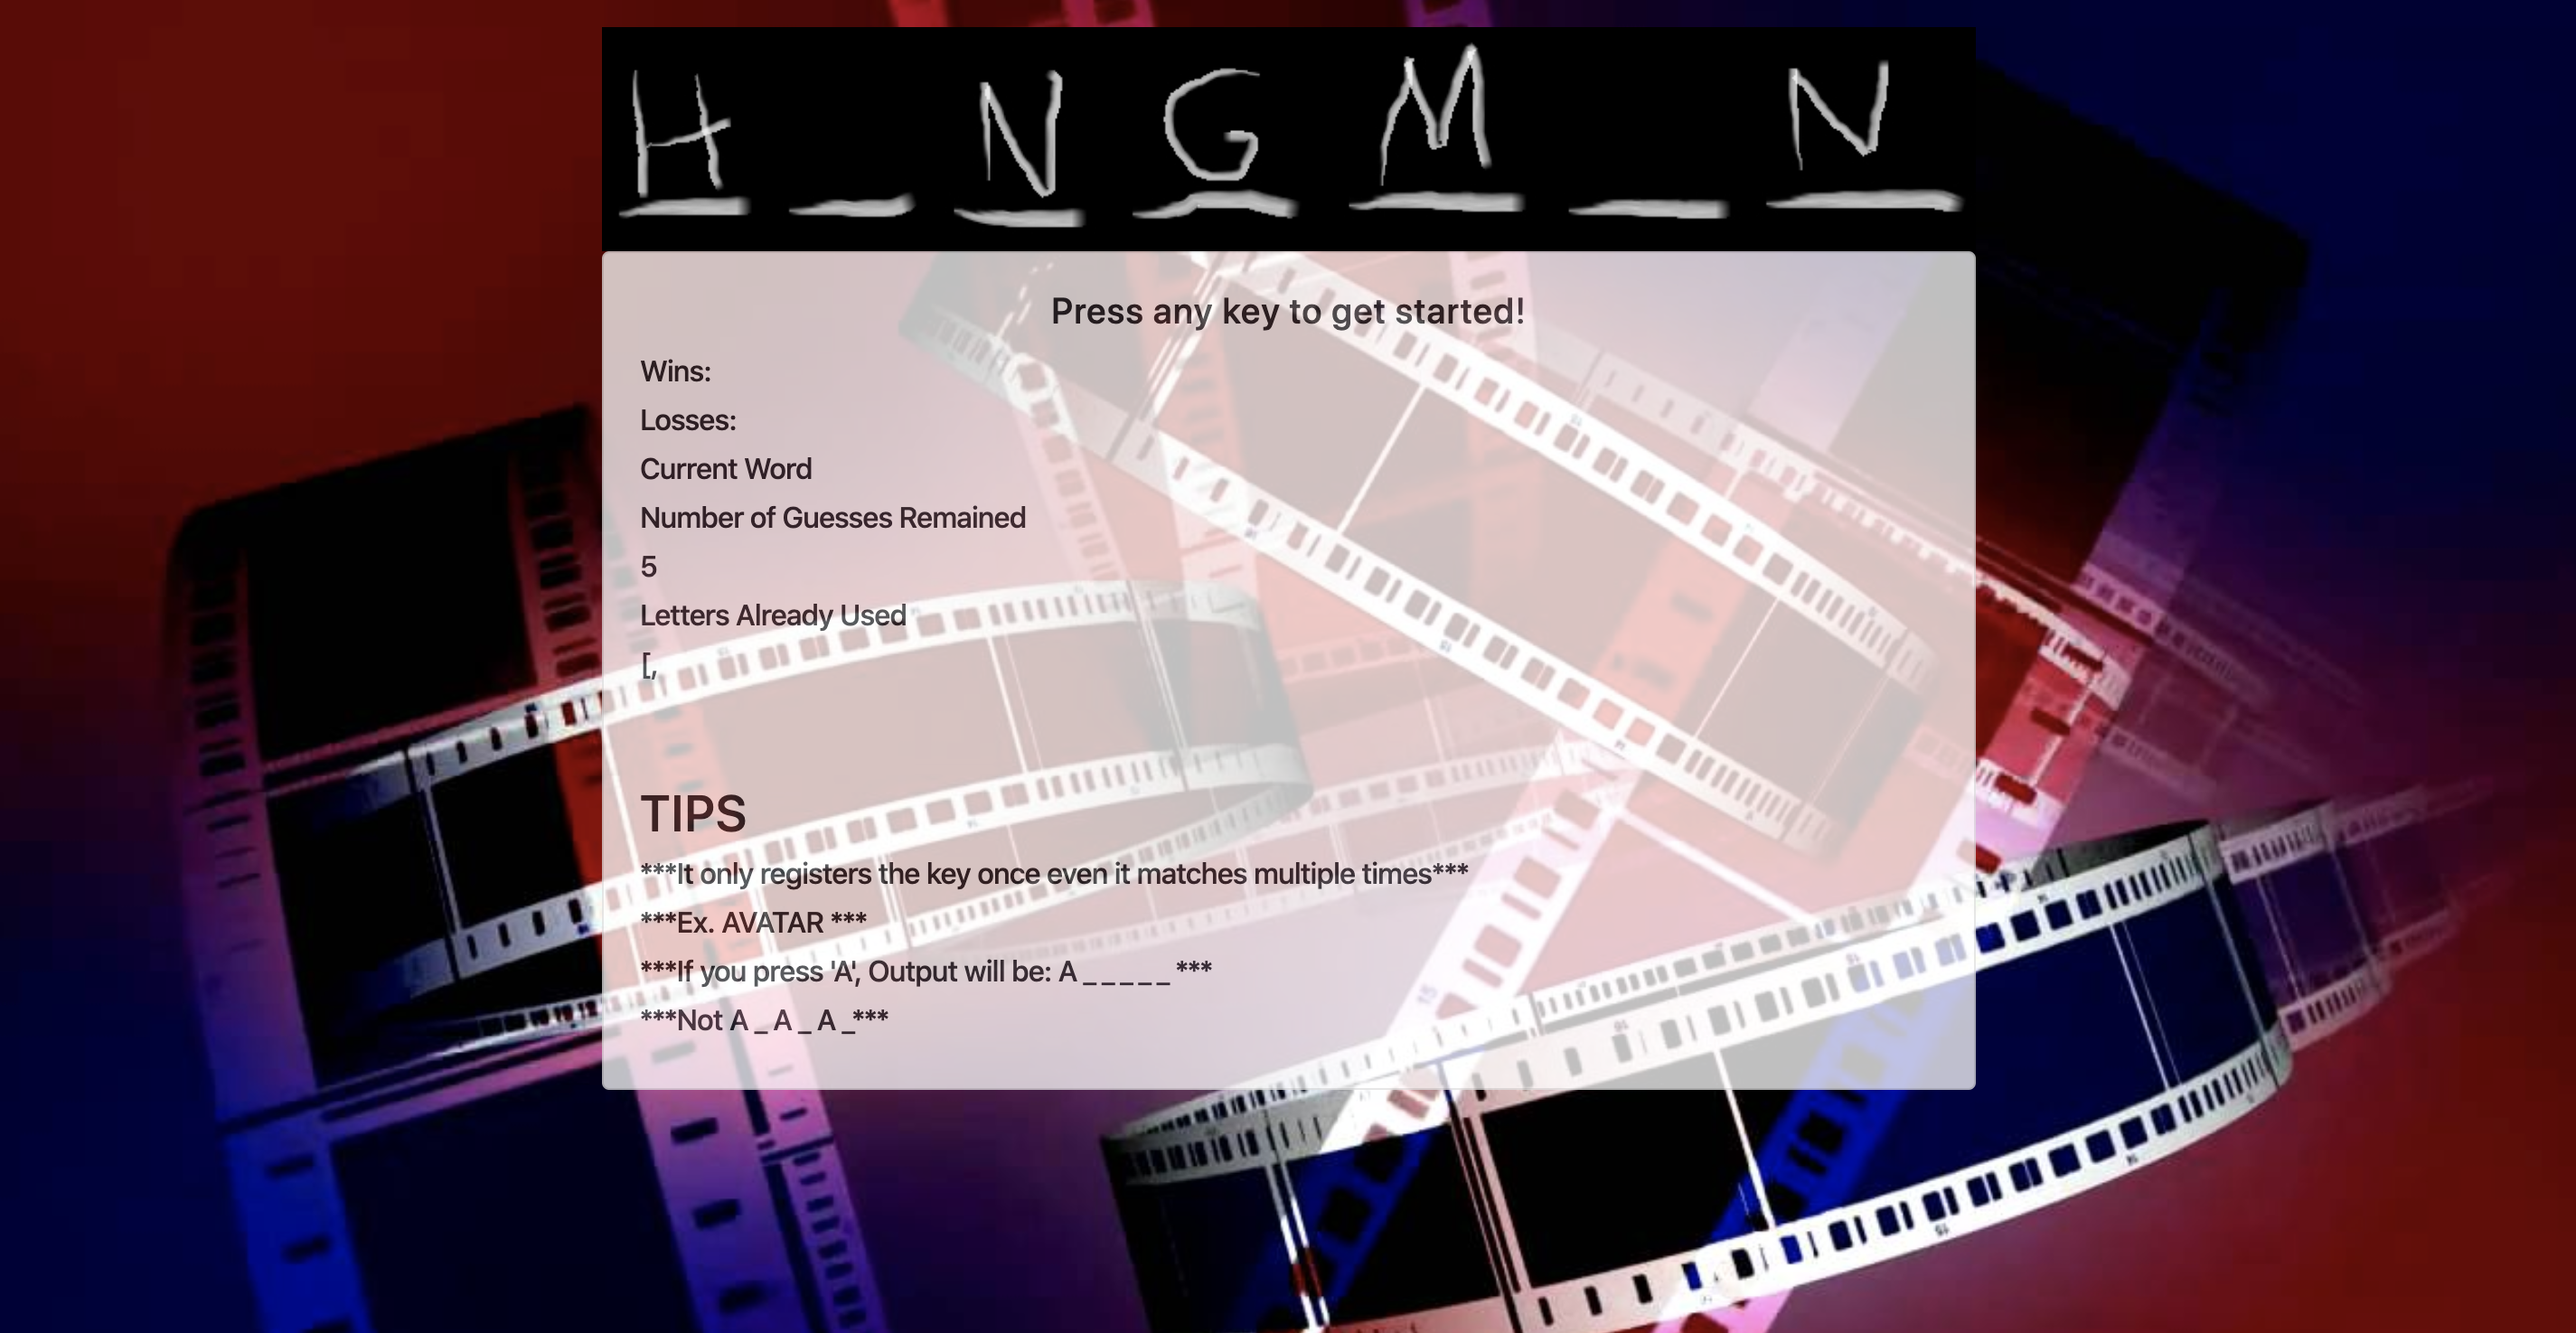 H _ N G M _ N
Press any key to get started!
Wins:
Losses:
Current Word
Number of Guesses Remained
5
Letters Already Used
[,
TIPS
***It only registers the key once even it matches multiple times***
***Ex. AVATAR ***
***If you press 'A', Output will be: A _ _ _ _ _ ***
***Not A _ A _ A _***